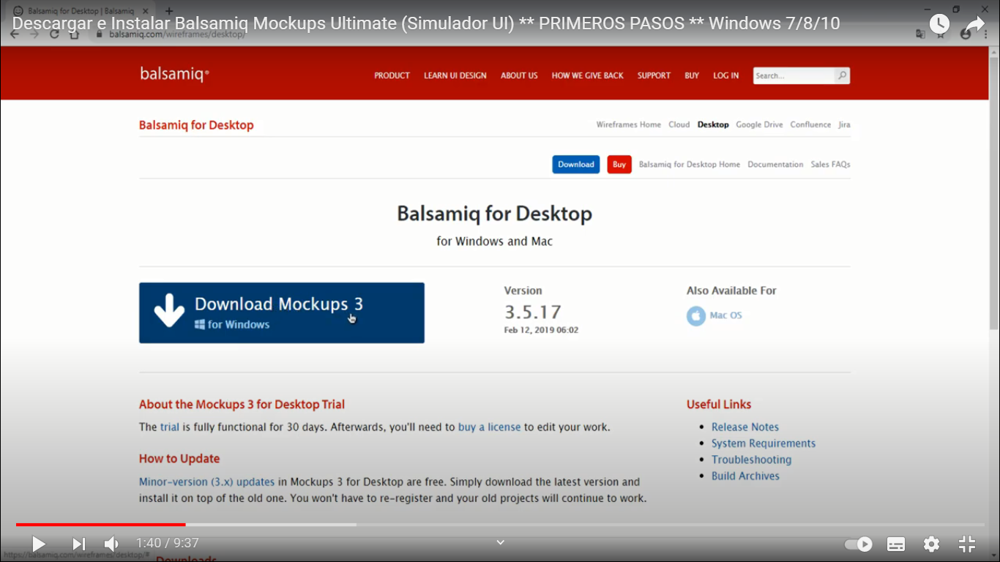 Balsamiq for Desktop | Balsamiq
Descargar e Instalar Balsamiq Mockups Ultimate (Simulador UI) ** PRIMEROS PASOS ** Windows 7/8/10
balsamiq.com/wireframes/desktop/
balsamiq®
PRODUCT LEARN UI DESIGN ABOUT US HOW WE GIVE BACK SUPPORT BUY LOG IN Search...
Balsamiq for Desktop
Wireframes Home Cloud Desktop Google Drive Confluence Jira
Download Buy Balsamiq for Desktop Home Documentation Sales FAQs
Balsamiq for Desktop
for Windows and Mac
Download Mockups 3
for Windows
Version
3.5.17
Feb 12, 2019 06:02
Also Available For
Mac OS
About the Mockups 3 for Desktop Trial
The trial is fully functional for 30 days. Afterwards, you'll need to buy a license to edit your work.
How to Update
Minor-version (3.x) updates in Mockups 3 for Desktop are free. Simply download the latest version and
install it on top of the old one. You won't have to re-register and your old projects will continue to work.
Useful Links
• Release Notes
• System Requirements
• Troubleshooting
• Build Archives
1:40 / 9:37
https://balsamiq.com/wireframes/desktop/#
Downloads